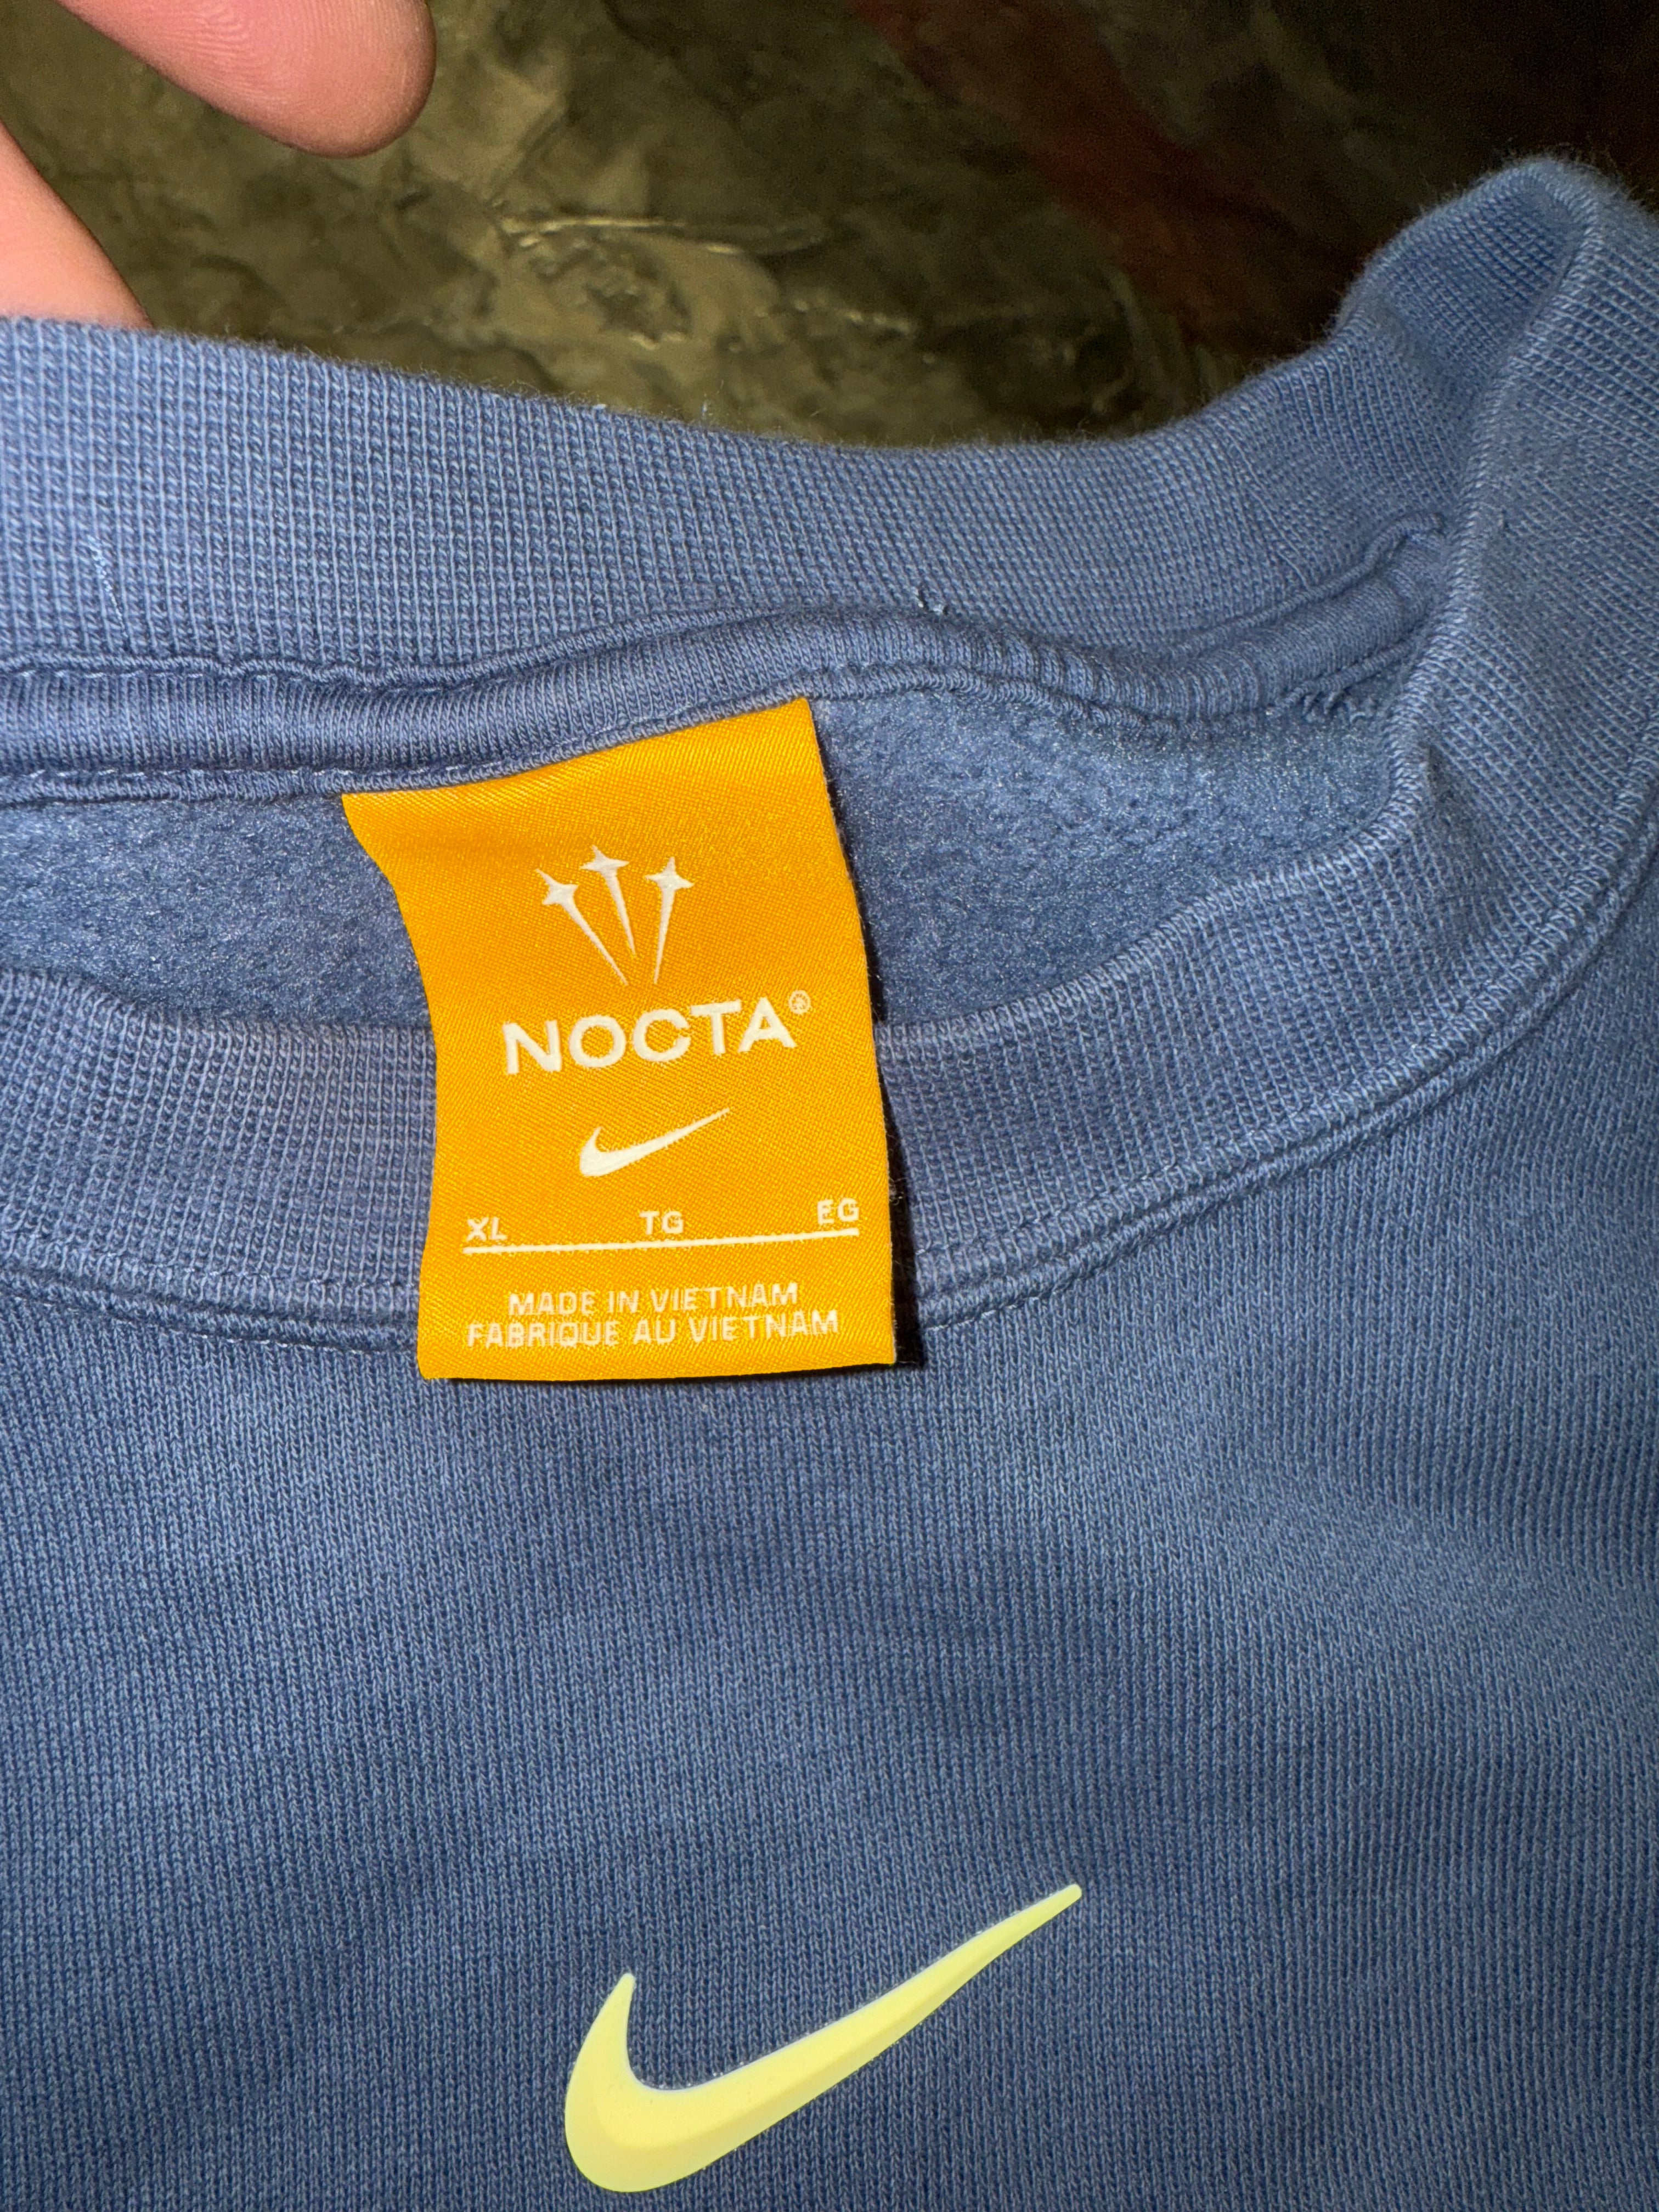 NOCTA®
XL TG EG
MADE IN VIETNAM
FABRIQUE AU VIETNAM